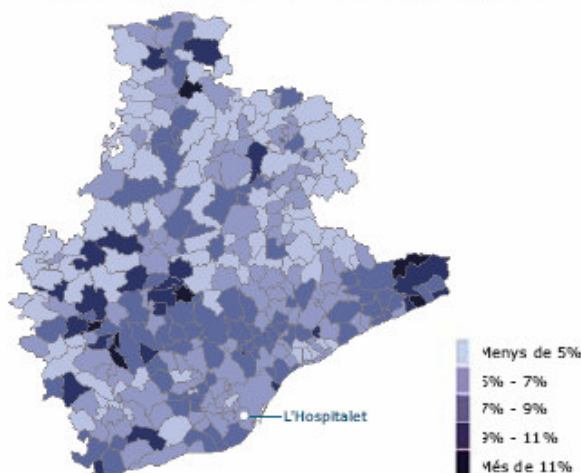 Menys de 5%
5% - 7%
7% - 9%
9% - 11%
Més de 11%
L'Hospitalet